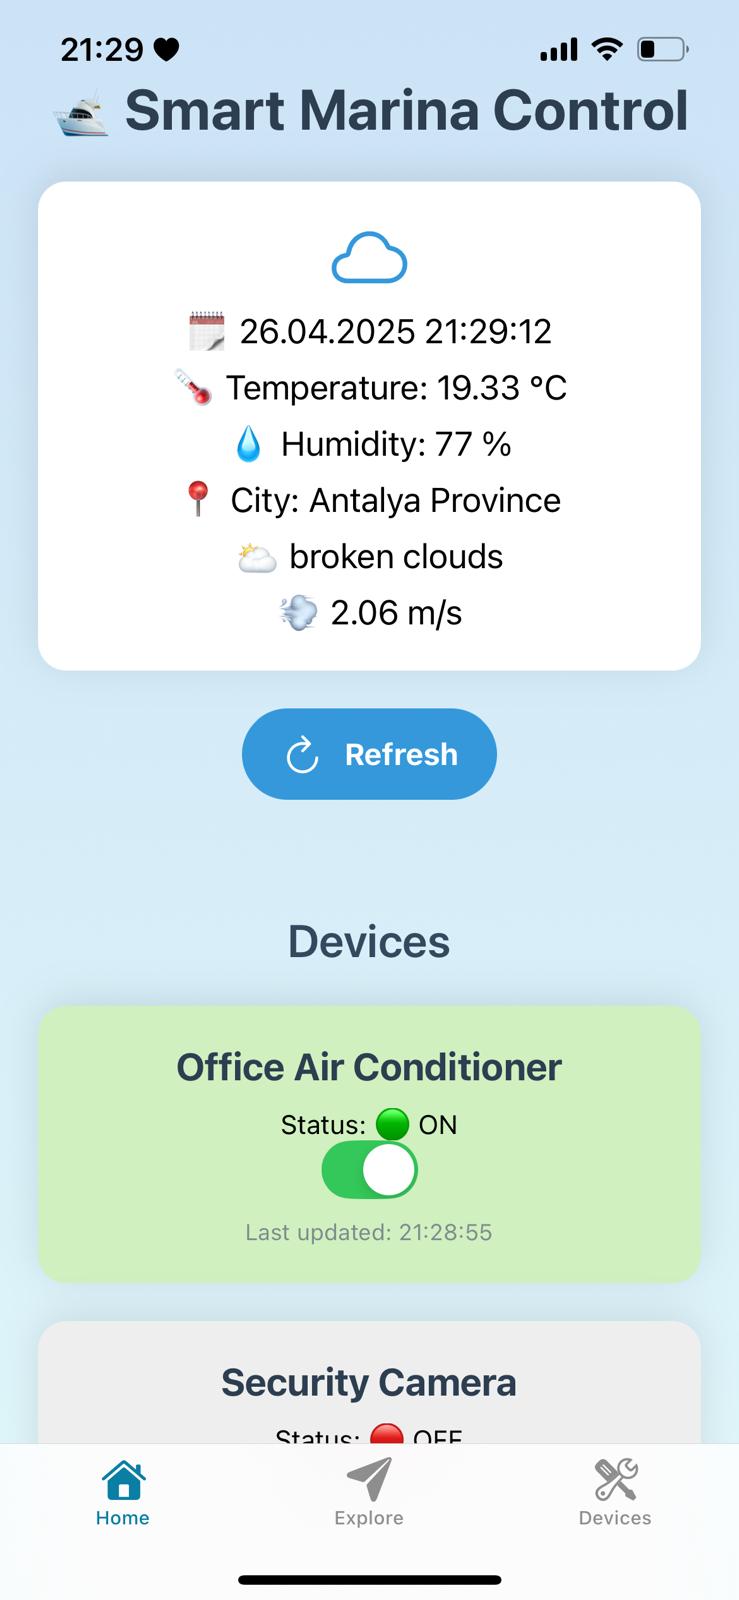 21:29
Smart Marina Control
26.04.2025 21:29:12
Temperature: 19.33 °C
Humidity: 77 %
City: Antalya Province
broken clouds
2.06 m/s
Refresh
Devices
Office Air Conditioner
Status: ON
Last updated: 21:28:55
Security Camera
Status: OFF
Home
Explore
Devices